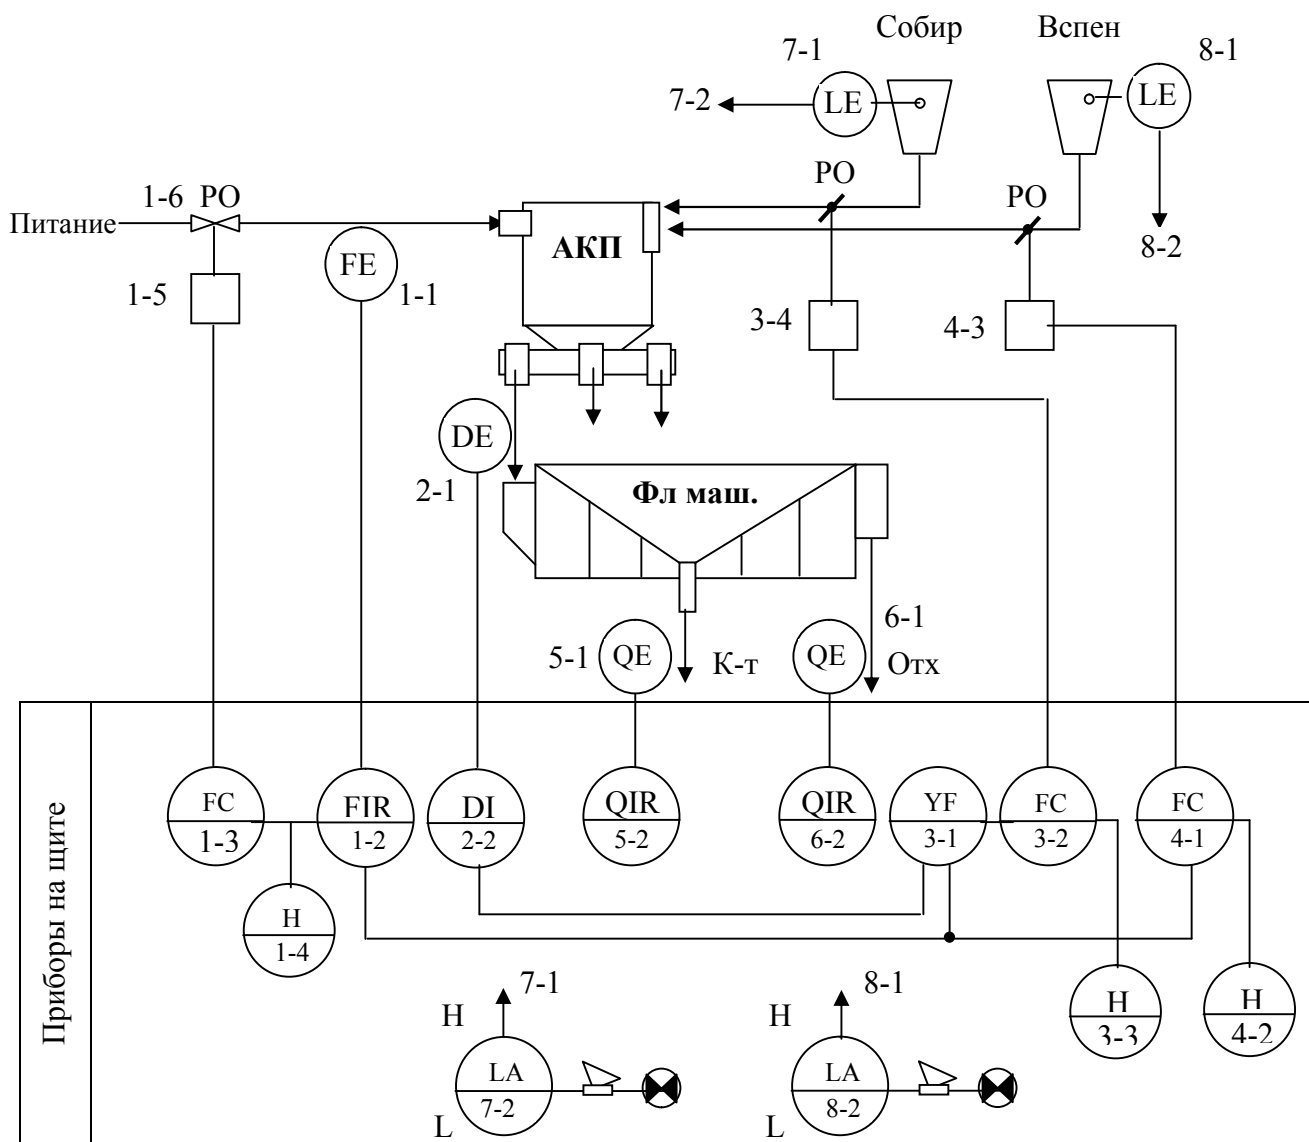 Собир
Вспен
7-1
8-1
LE
LE
7-2
1-6
РО
РО
РО
Питание
АКП
8-2
FE
1-5
1-1
3-4
4-3
DE
2-1
Фл маш.
6-1
5-1
QE
К-т
QE
Отх
Приборы на щите
FC
1-3
FIR
1-2
DI
2-2
QIR
5-2
QIR
6-2
YF
3-1
FC
3-2
FC
4-1
H
1-4
H
3-3
H
4-2
7-1
8-1
H
H
LA
7-2
LA
8-2
L
L